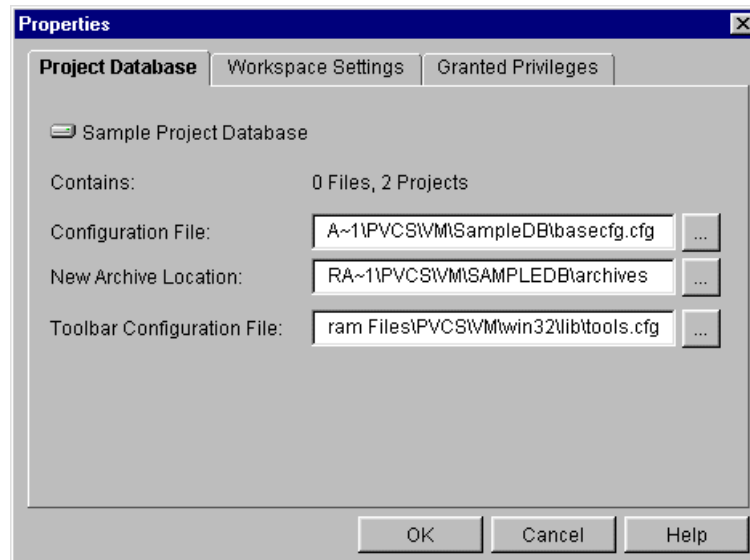 Properties
Project Database Workspace Settings Granted Privileges
Sample Project Database
Contains: 0 Files, 2 Projects
Configuration File: A~1\PVCS\VM\SampleDB\basecfg.cfg ...
New Archive Location: RA~1\PVCS\VM\SAMPLEDB\archives ...
Toolbar Configuration File: ram Files\PVCS\VM\win32\lib\tools.cfg ...
OK Cancel Help